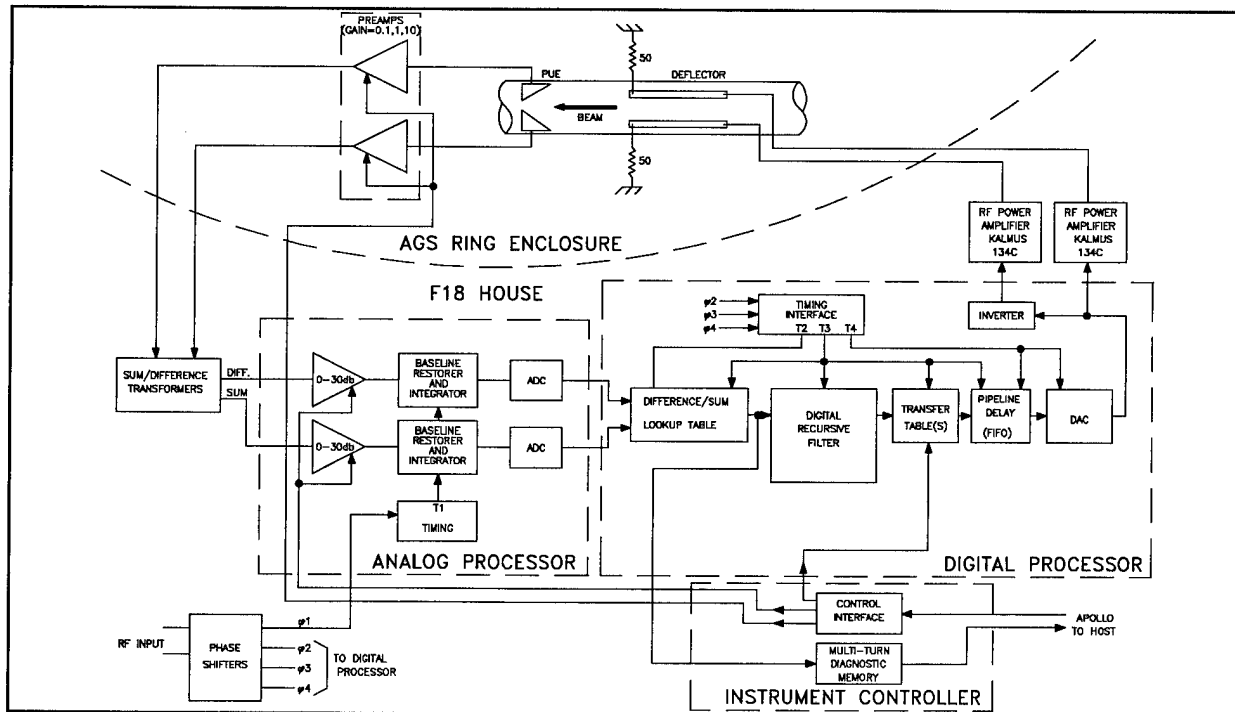 PREAMPS
(GAIN=0.1,1,10)
50
PUE
DEFLECTOR
BEAM
50
RF POWER
AMPLIFIER
KALMUS
134C
RF POWER
AMPLIFIER
KALMUS
134C
AGS RING ENCLOSURE
F18 HOUSE
φ2
φ3
φ4
TIMING
INTERFACE
T2 T3 T4
INVERTER
SUM/DIFFERENCE
TRANSFORMERS
DIFF.
SUM
0-30db
BASELINE
RESTORER
AND
INTEGRATOR
ADC
0-30db
BASELINE
RESTORER
AND
INTEGRATOR
ADC
DIFFERENCE/SUM
LOOKUP TABLE
DIGITAL
RECURSIVE
FILTER
TRANSFER
TABLE(S)
PIPELINE
DELAY
(FIFO)
DAC
T1
TIMING
ANALOG PROCESSOR
DIGITAL PROCESSOR
RF INPUT
PHASE
SHIFTERS
φ1
φ2
φ3
φ4
TO DIGITAL
PROCESSOR
CONTROL
INTERFACE
APOLLO
TO HOST
MULTI-TURN
DIAGNOSTIC
MEMORY
INSTRUMENT CONTROLLER